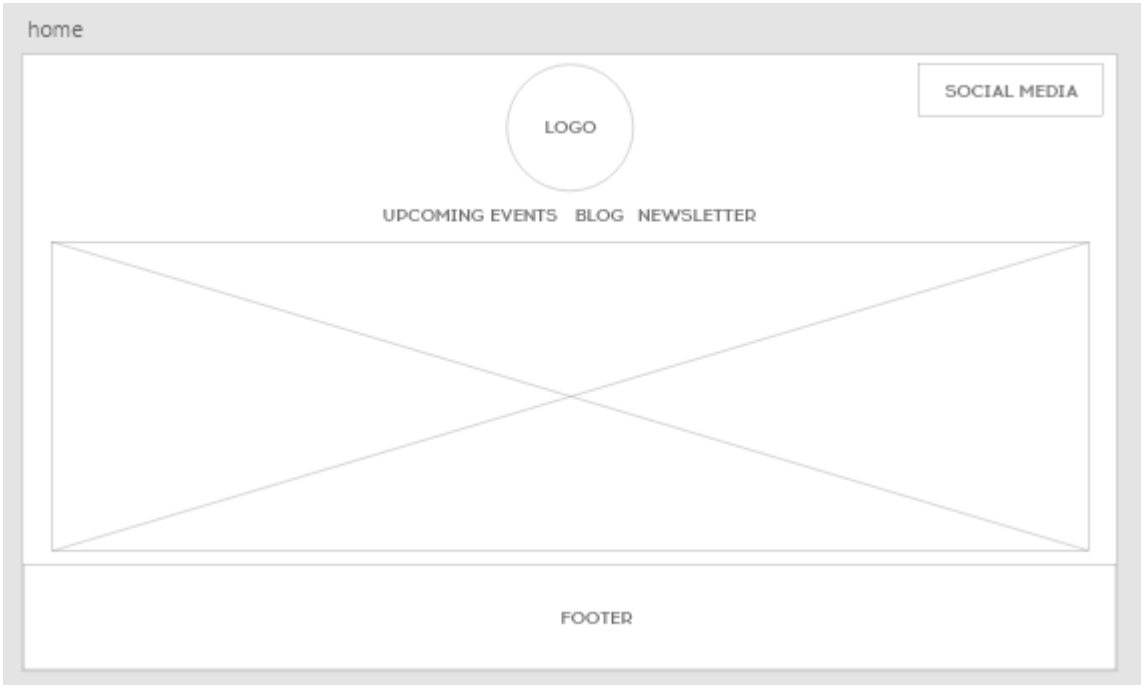 home
SOCIAL MEDIA
LOGO
UPCOMING EVENTS BLOG NEWSLETTER
FOOTER